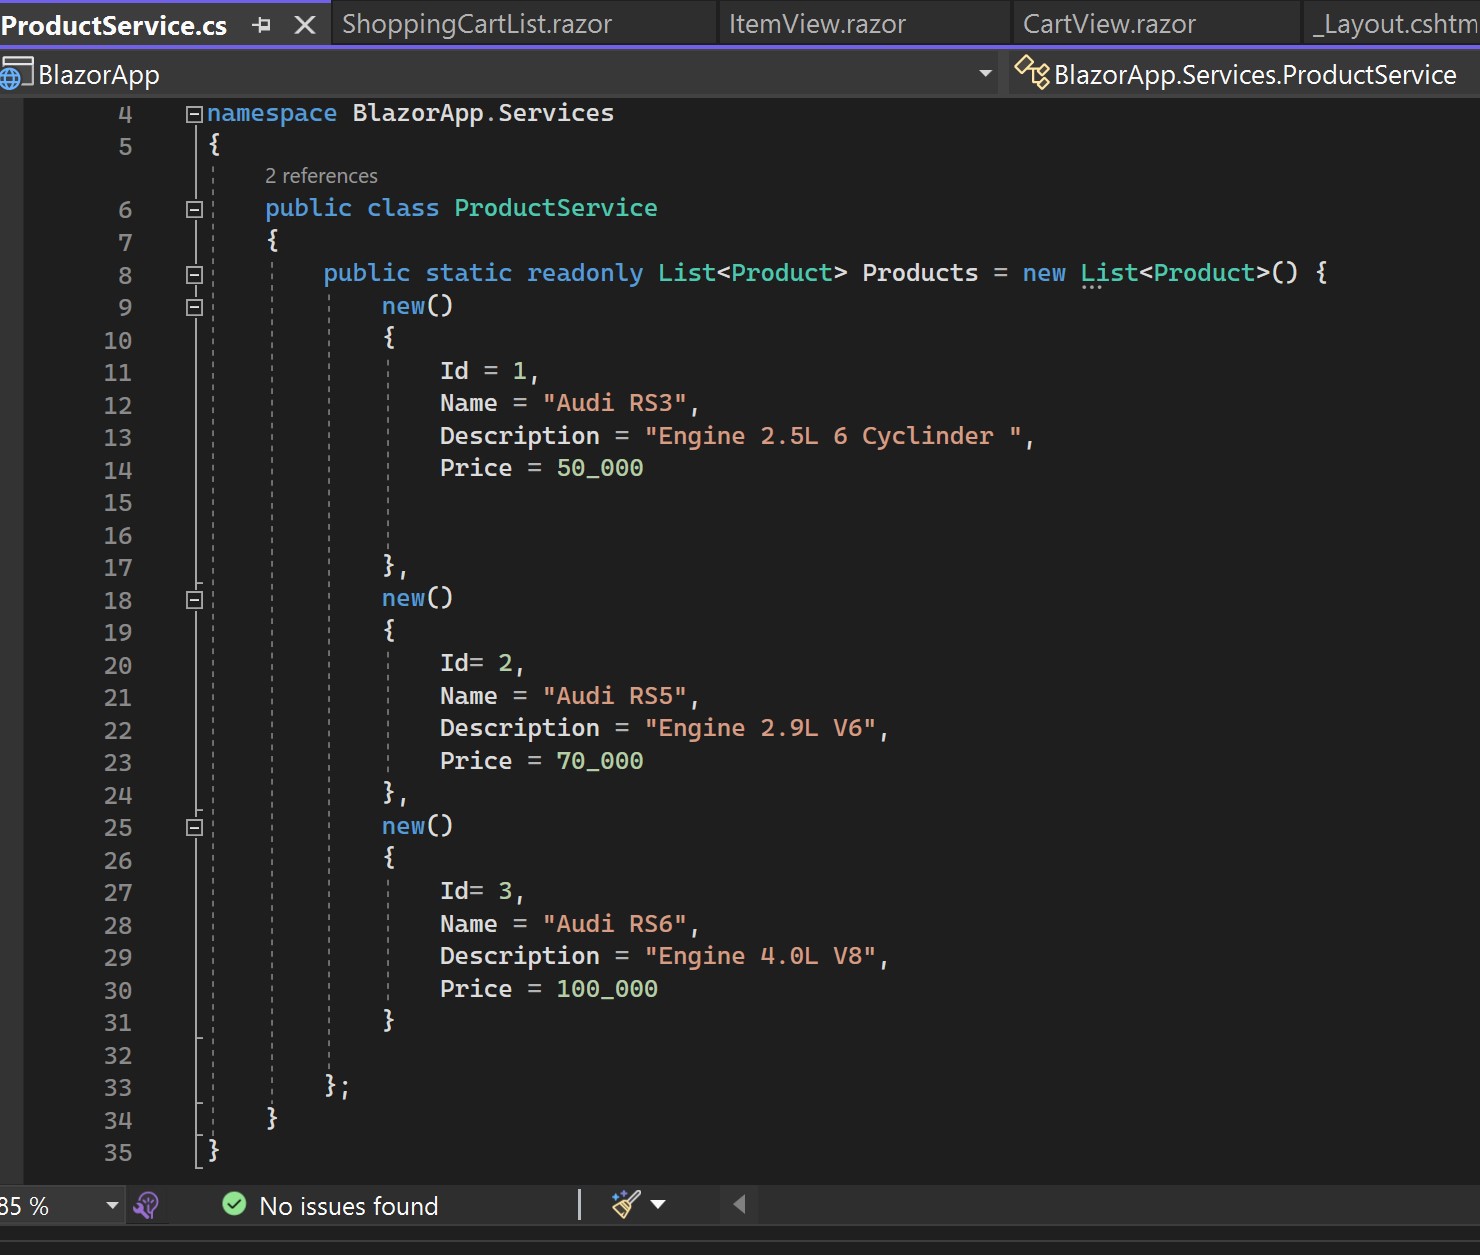 ProductService.cs ShoppingCartList.razor ItemView.razor CartView.razor _Layout.cshtm
BlazorApp BlazorApp.Services.ProductService
4 namespace BlazorApp.Services
5 {
2 references
6 public class ProductService
7 {
8 public static readonly List<Product> Products = new List<Product>() {
9 new()
10 {
11 Id = 1,
12 Name = "Audi RS3",
13 Description = "Engine 2.5L 6 Cyclinder ",
14 Price = 50_000
15
16
17 },
18 new()
19 {
20 Id= 2,
21 Name = "Audi RS5",
22 Description = "Engine 2.9L V6",
23 Price = 70_000
24 },
25 new()
26 {
27 Id= 3,
28 Name = "Audi RS6",
29 Description = "Engine 4.0L V8",
30 Price = 100_000
31 }
32
33 };
34 }
35 }
85 % No issues found